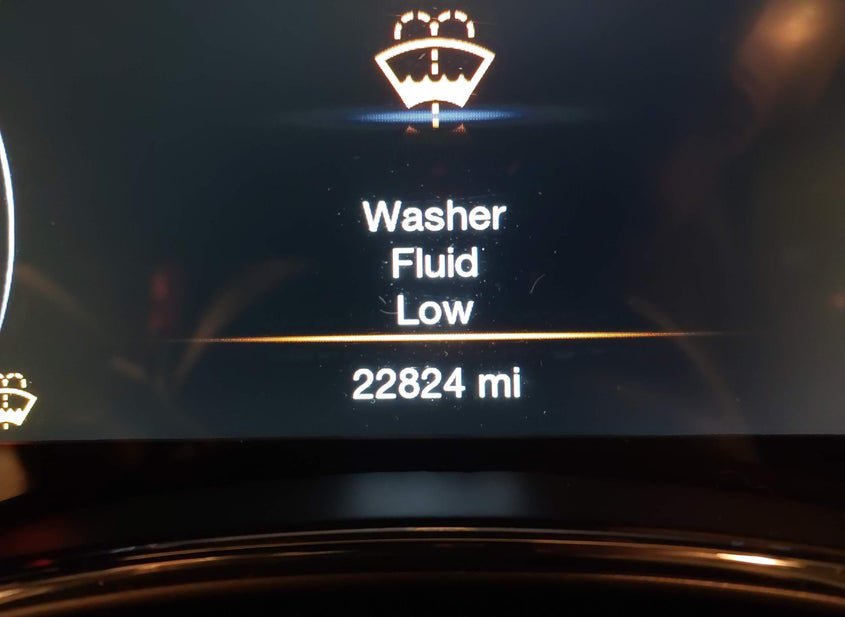 Washer
Fluid
Low
22824 mi